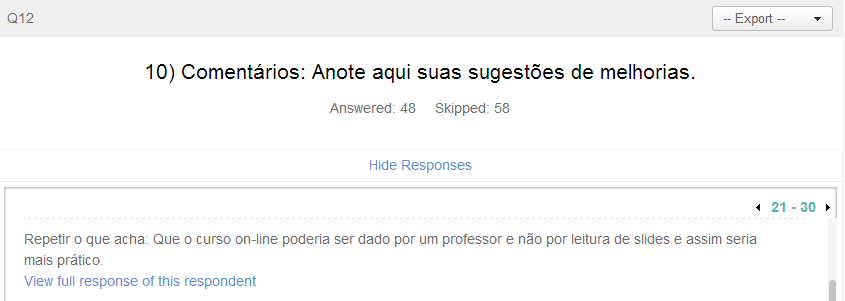 Q12
-- Export --
10) Comentários: Anote aqui suas sugestões de melhorias.
Answered: 48 Skipped: 58
Hide Responses
21 - 30
Repetir o que acha: Que o curso on-line poderia ser dado por um professor e não por leitura de slides e assim seria
mais prático.
View full response of this respondent